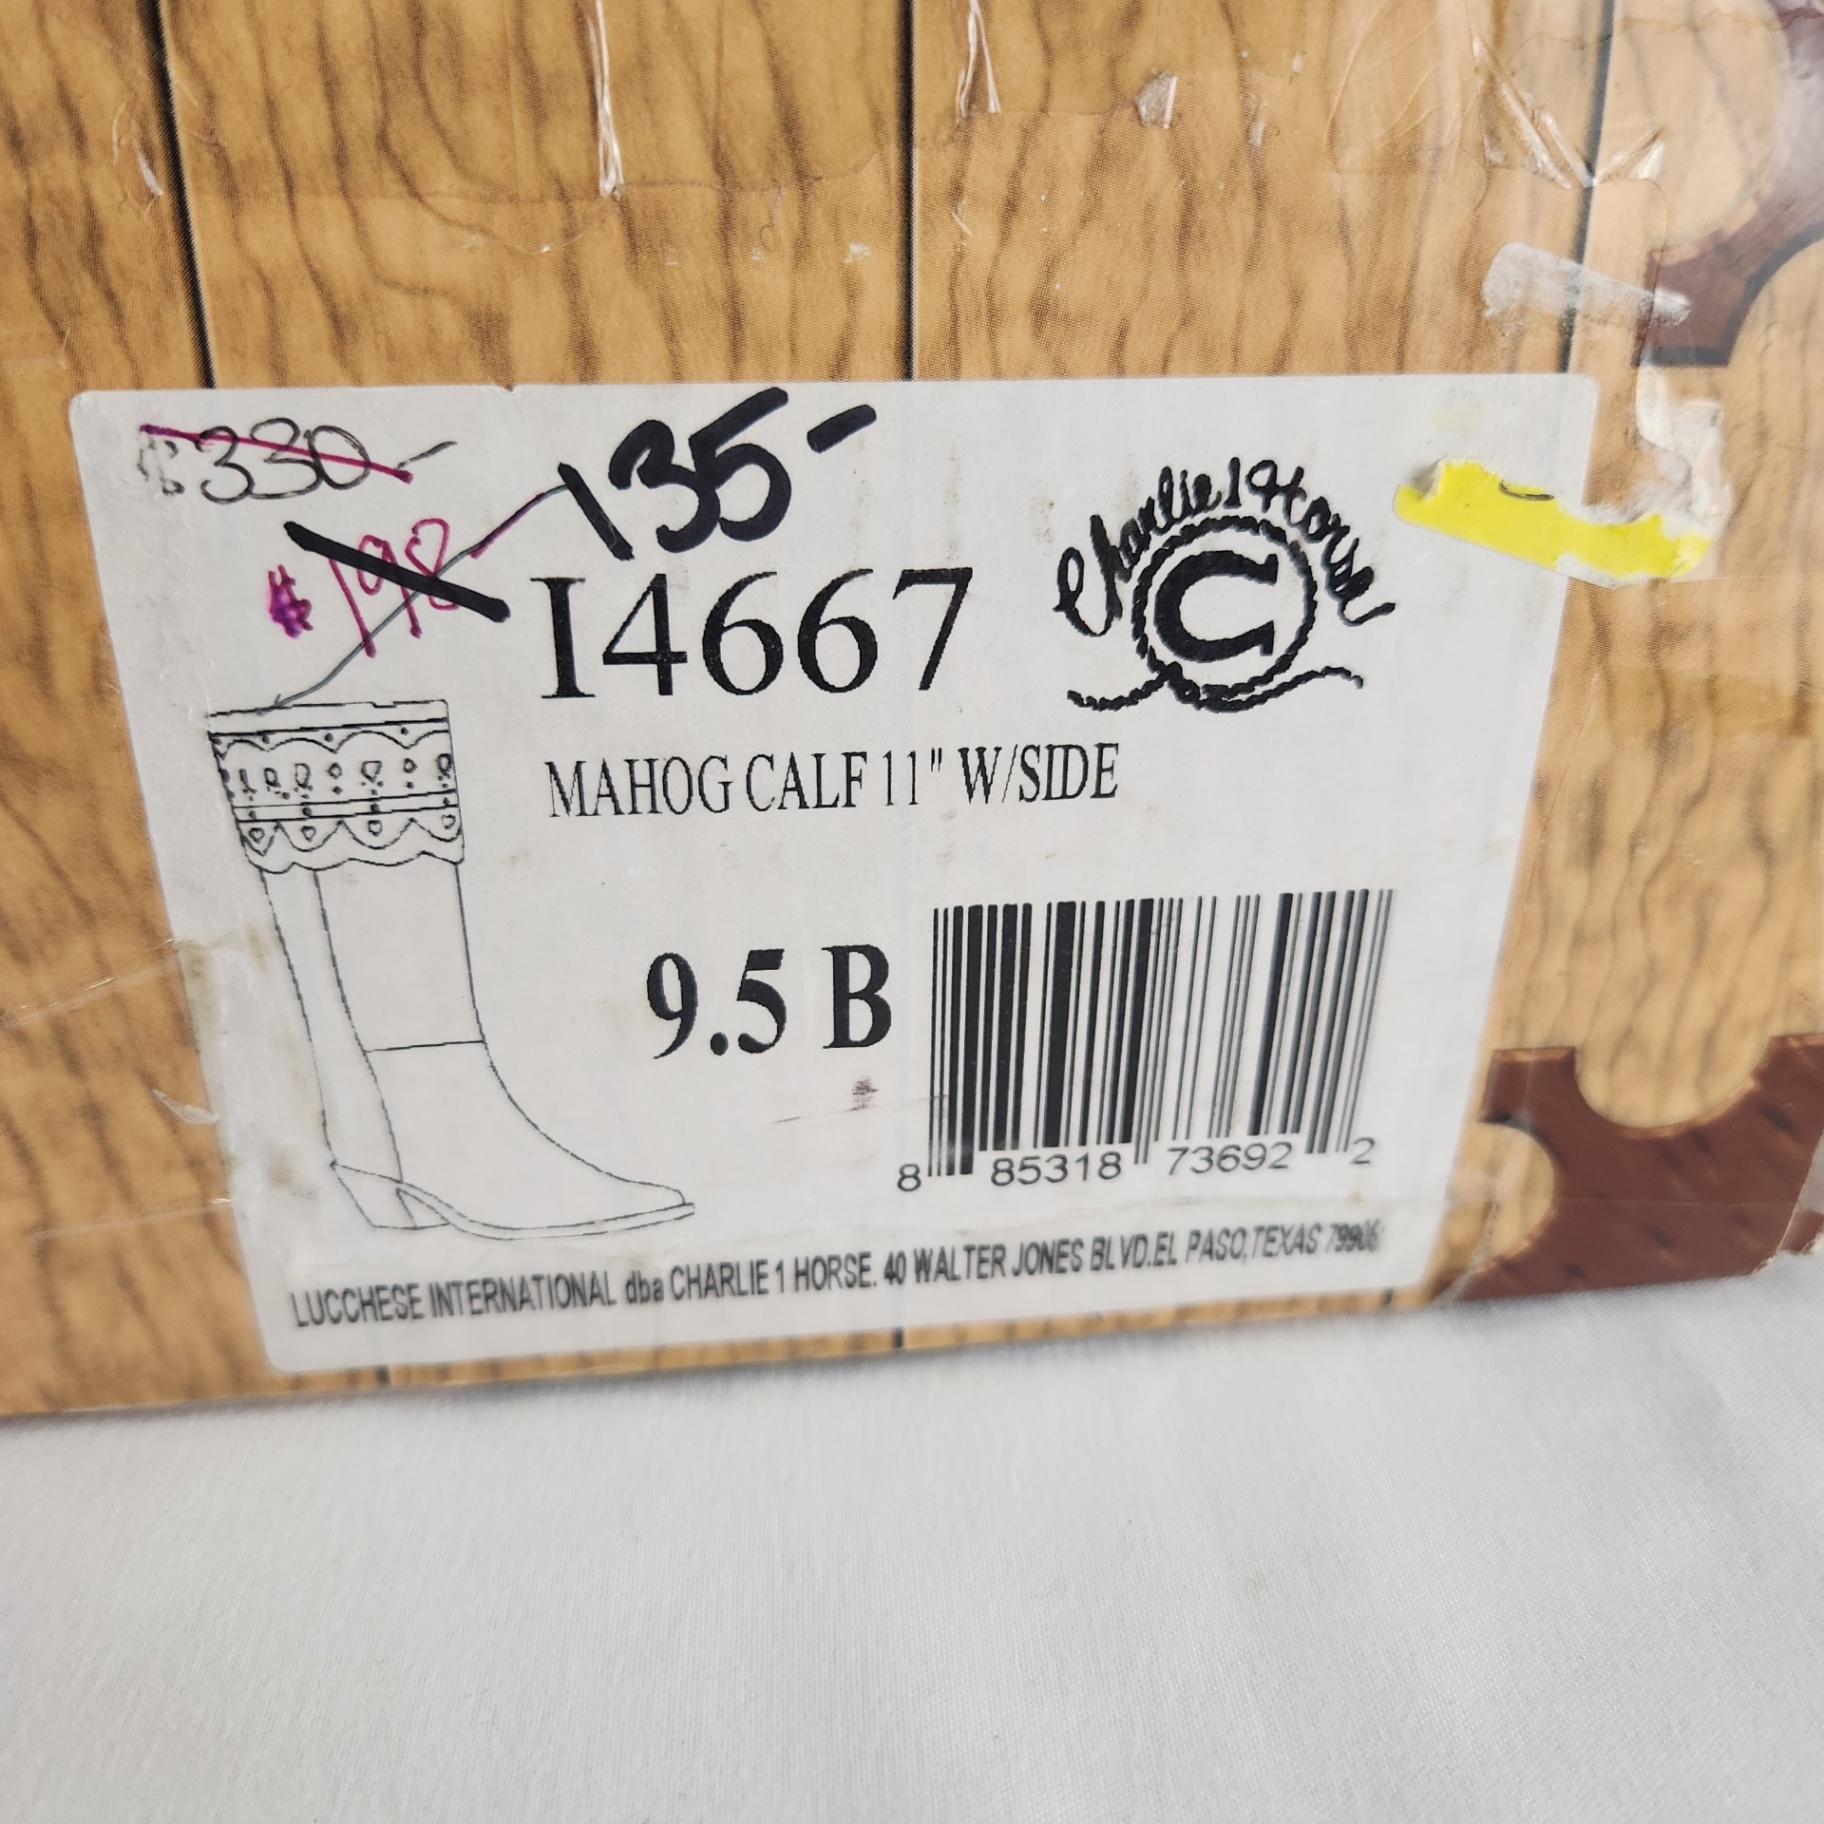 $330-
135-
$198-
I4667
Charlie 1 Horse
C
MAHOG CALF 11" W/SIDE
9.5 B
8 85318 73692 2
LUCCHESE INTERNATIONAL dba CHARLIE 1 HORSE. 40 WALTER JONES BLVD.EL PASO,TEXAS 79906